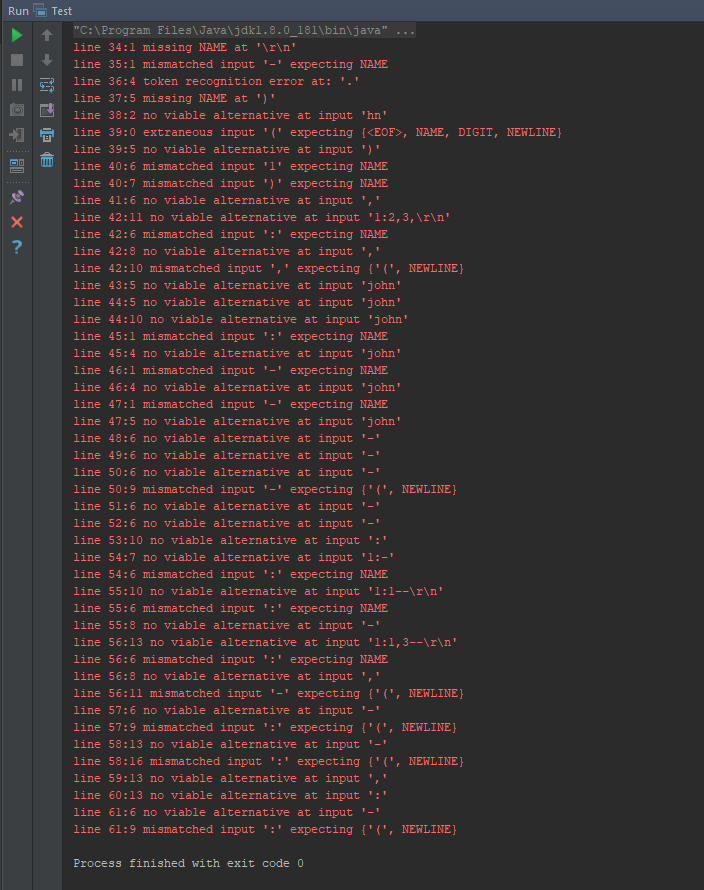 Run Test
"C:\Program Files\Java\jdk1.8.0_181\bin\java" ...
line 34:1 missing NAME at '\r\n'
line 35:1 mismatched input '-' expecting NAME
line 36:4 token recognition error at: '.'
line 37:5 missing NAME at ')'
line 38:2 no viable alternative at input 'hn'
line 39:0 extraneous input '(' expecting {<EOF>, NAME, DIGIT, NEWLINE}
line 39:5 no viable alternative at input ')'
line 40:6 mismatched input '1' expecting NAME
line 40:7 mismatched input ')' expecting NAME
line 41:6 no viable alternative at input ','
line 42:11 no viable alternative at input '1:2,3,\r\n'
line 42:6 mismatched input ':' expecting NAME
line 42:8 no viable alternative at input ','
line 42:10 mismatched input ',' expecting {'(', NEWLINE}
line 43:5 no viable alternative at input 'john'
line 44:5 no viable alternative at input 'john'
line 44:10 no viable alternative at input 'john'
line 45:1 mismatched input ':' expecting NAME
line 45:4 no viable alternative at input 'john'
line 46:1 mismatched input '-' expecting NAME
line 46:4 no viable alternative at input 'john'
line 47:1 mismatched input '-' expecting NAME
line 47:5 no viable alternative at input 'john'
line 48:6 no viable alternative at input '-'
line 49:6 no viable alternative at input '-'
line 50:6 no viable alternative at input '-'
line 50:9 mismatched input '-' expecting {'(', NEWLINE}
line 51:6 no viable alternative at input '-'
line 52:6 no viable alternative at input '-'
line 53:10 no viable alternative at input ':'
line 54:7 no viable alternative at input '1:-'
line 54:6 mismatched input ':' expecting NAME
line 55:10 no viable alternative at input '1:1--\r\n'
line 55:6 mismatched input ':' expecting NAME
line 55:8 no viable alternative at input '-'
line 56:13 no viable alternative at input '1:1,3--\r\n'
line 56:6 mismatched input ':' expecting NAME
line 56:8 no viable alternative at input ','
line 56:11 mismatched input '-' expecting {'(', NEWLINE}
line 57:6 no viable alternative at input '-'
line 57:9 mismatched input ':' expecting {'(', NEWLINE}
line 58:13 no viable alternative at input '-'
line 58:16 mismatched input ':' expecting {'(', NEWLINE}
line 59:13 no viable alternative at input ','
line 60:13 no viable alternative at input ':'
line 61:6 no viable alternative at input '-'
line 61:9 mismatched input ':' expecting {'(', NEWLINE}
Process finished with exit code 0